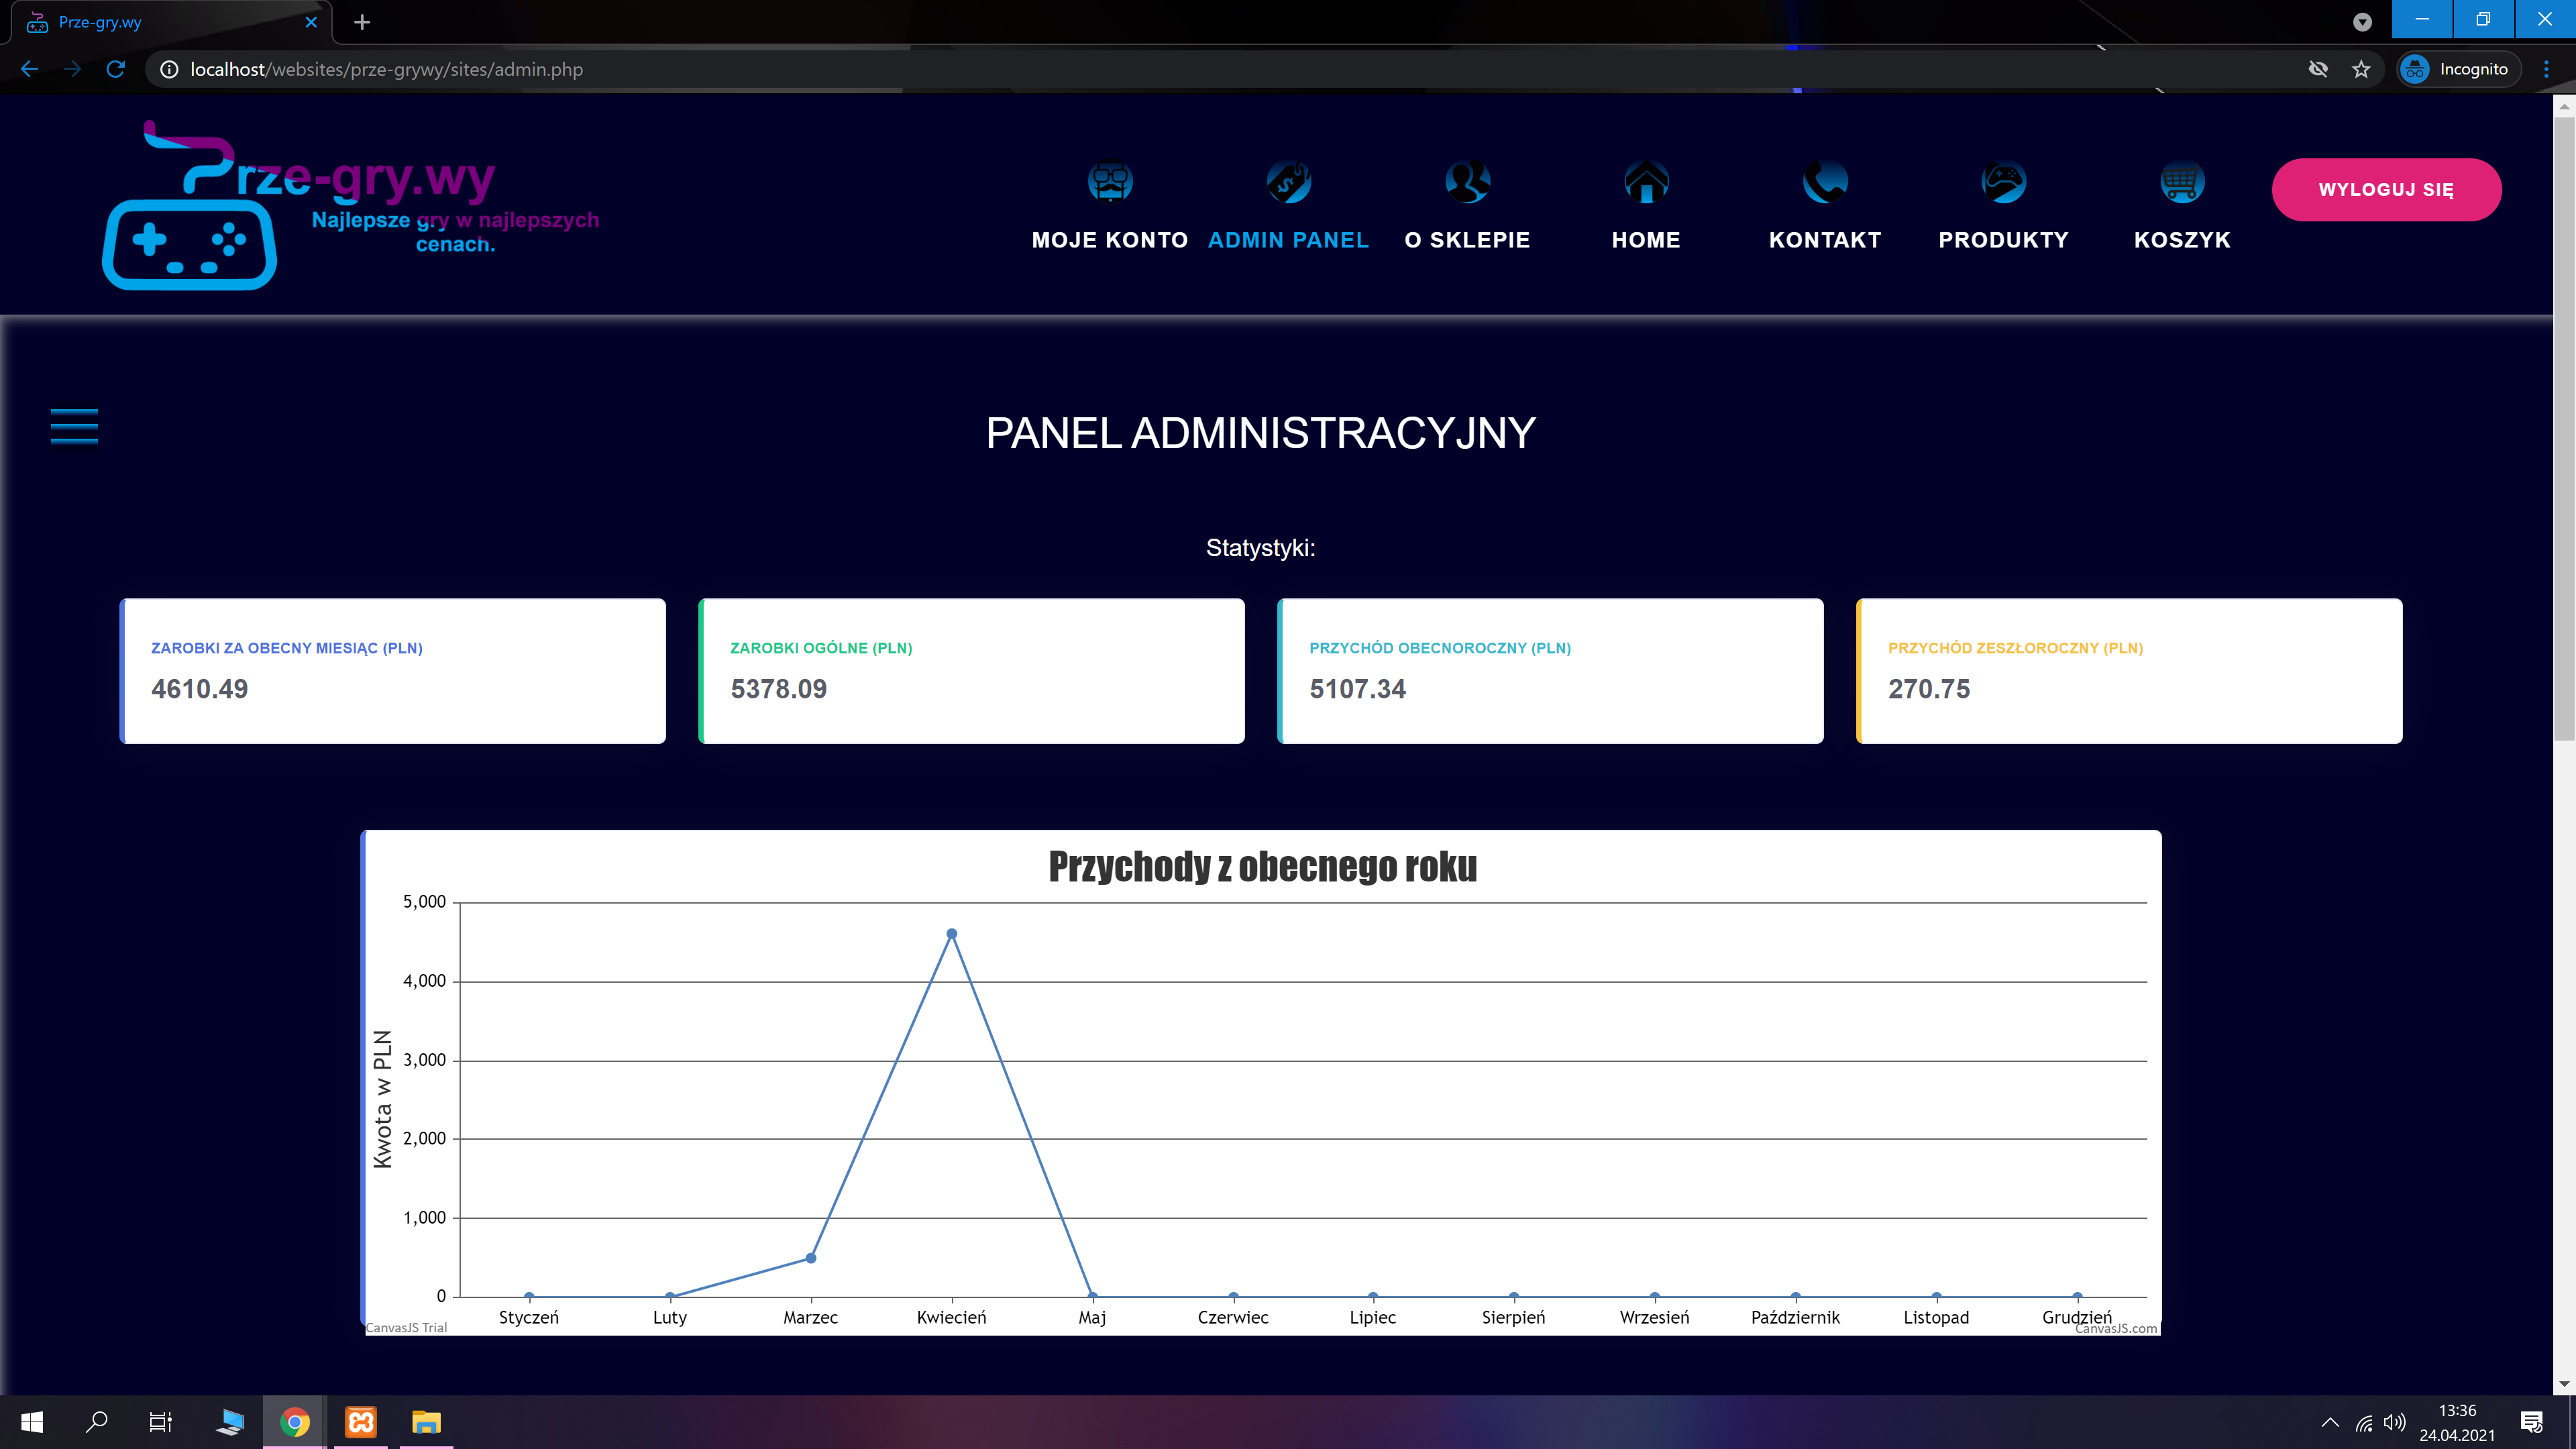 Prze-gry.wy
localhost/websites/prze-grywy/sites/admin.php
Incognito
Prze-gry.wy
Najlepsze gry w najlepszych
cenach.
MOJE KONTO
ADMIN PANEL
O SKLEPIE
HOME
KONTAKT
PRODUKTY
KOSZYK
WYLOGUJ SIĘ
PANEL ADMINISTRACYJNY
Statystyki:
ZAROBKI ZA OBECNY MIESIĄC (PLN)
4610.49
ZAROBKI OGÓLNE (PLN)
5378.09
PRZYCHÓD OBECNOROCZNY (PLN)
5107.34
PRZYCHÓD ZESZŁOROCZNY (PLN)
270.75
Przychody z obecnego roku
Kwota w PLN
5,000
4,000
3,000
2,000
1,000
0
Styczeń
Luty
Marzec
Kwiecień
Maj
Czerwiec
Lipiec
Sierpień
Wrzesień
Październik
Listopad
Grudzień
CanvasJS Trial
CanvasJS.com
13:36
24.04.2021